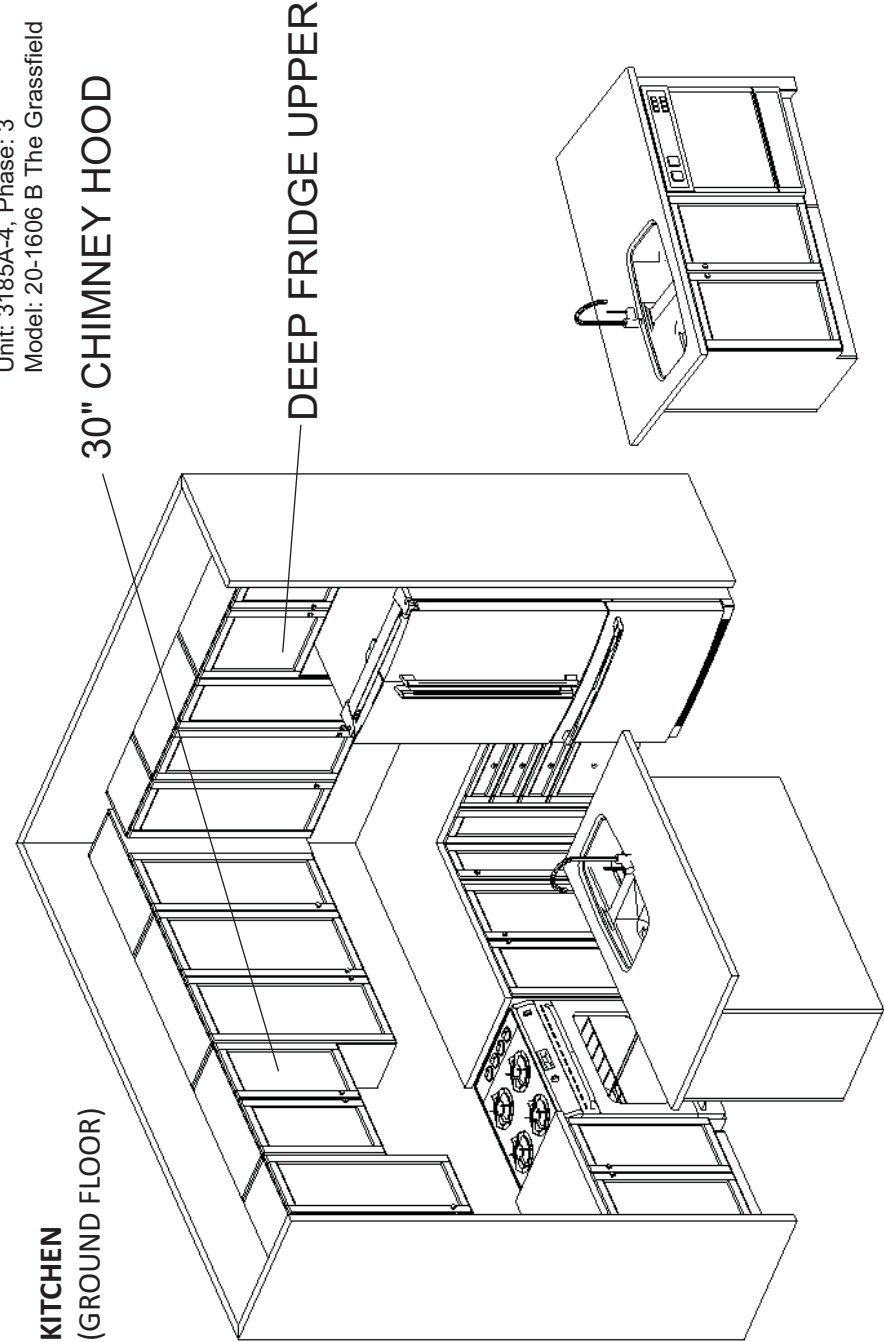 KITCHEN
(GROUND FLOOR)
Unit: 3185A-4, Phase: 3
Model: 20-1606 B The Grassfield
30" CHIMNEY HOOD
DEEP FRIDGE UPPER